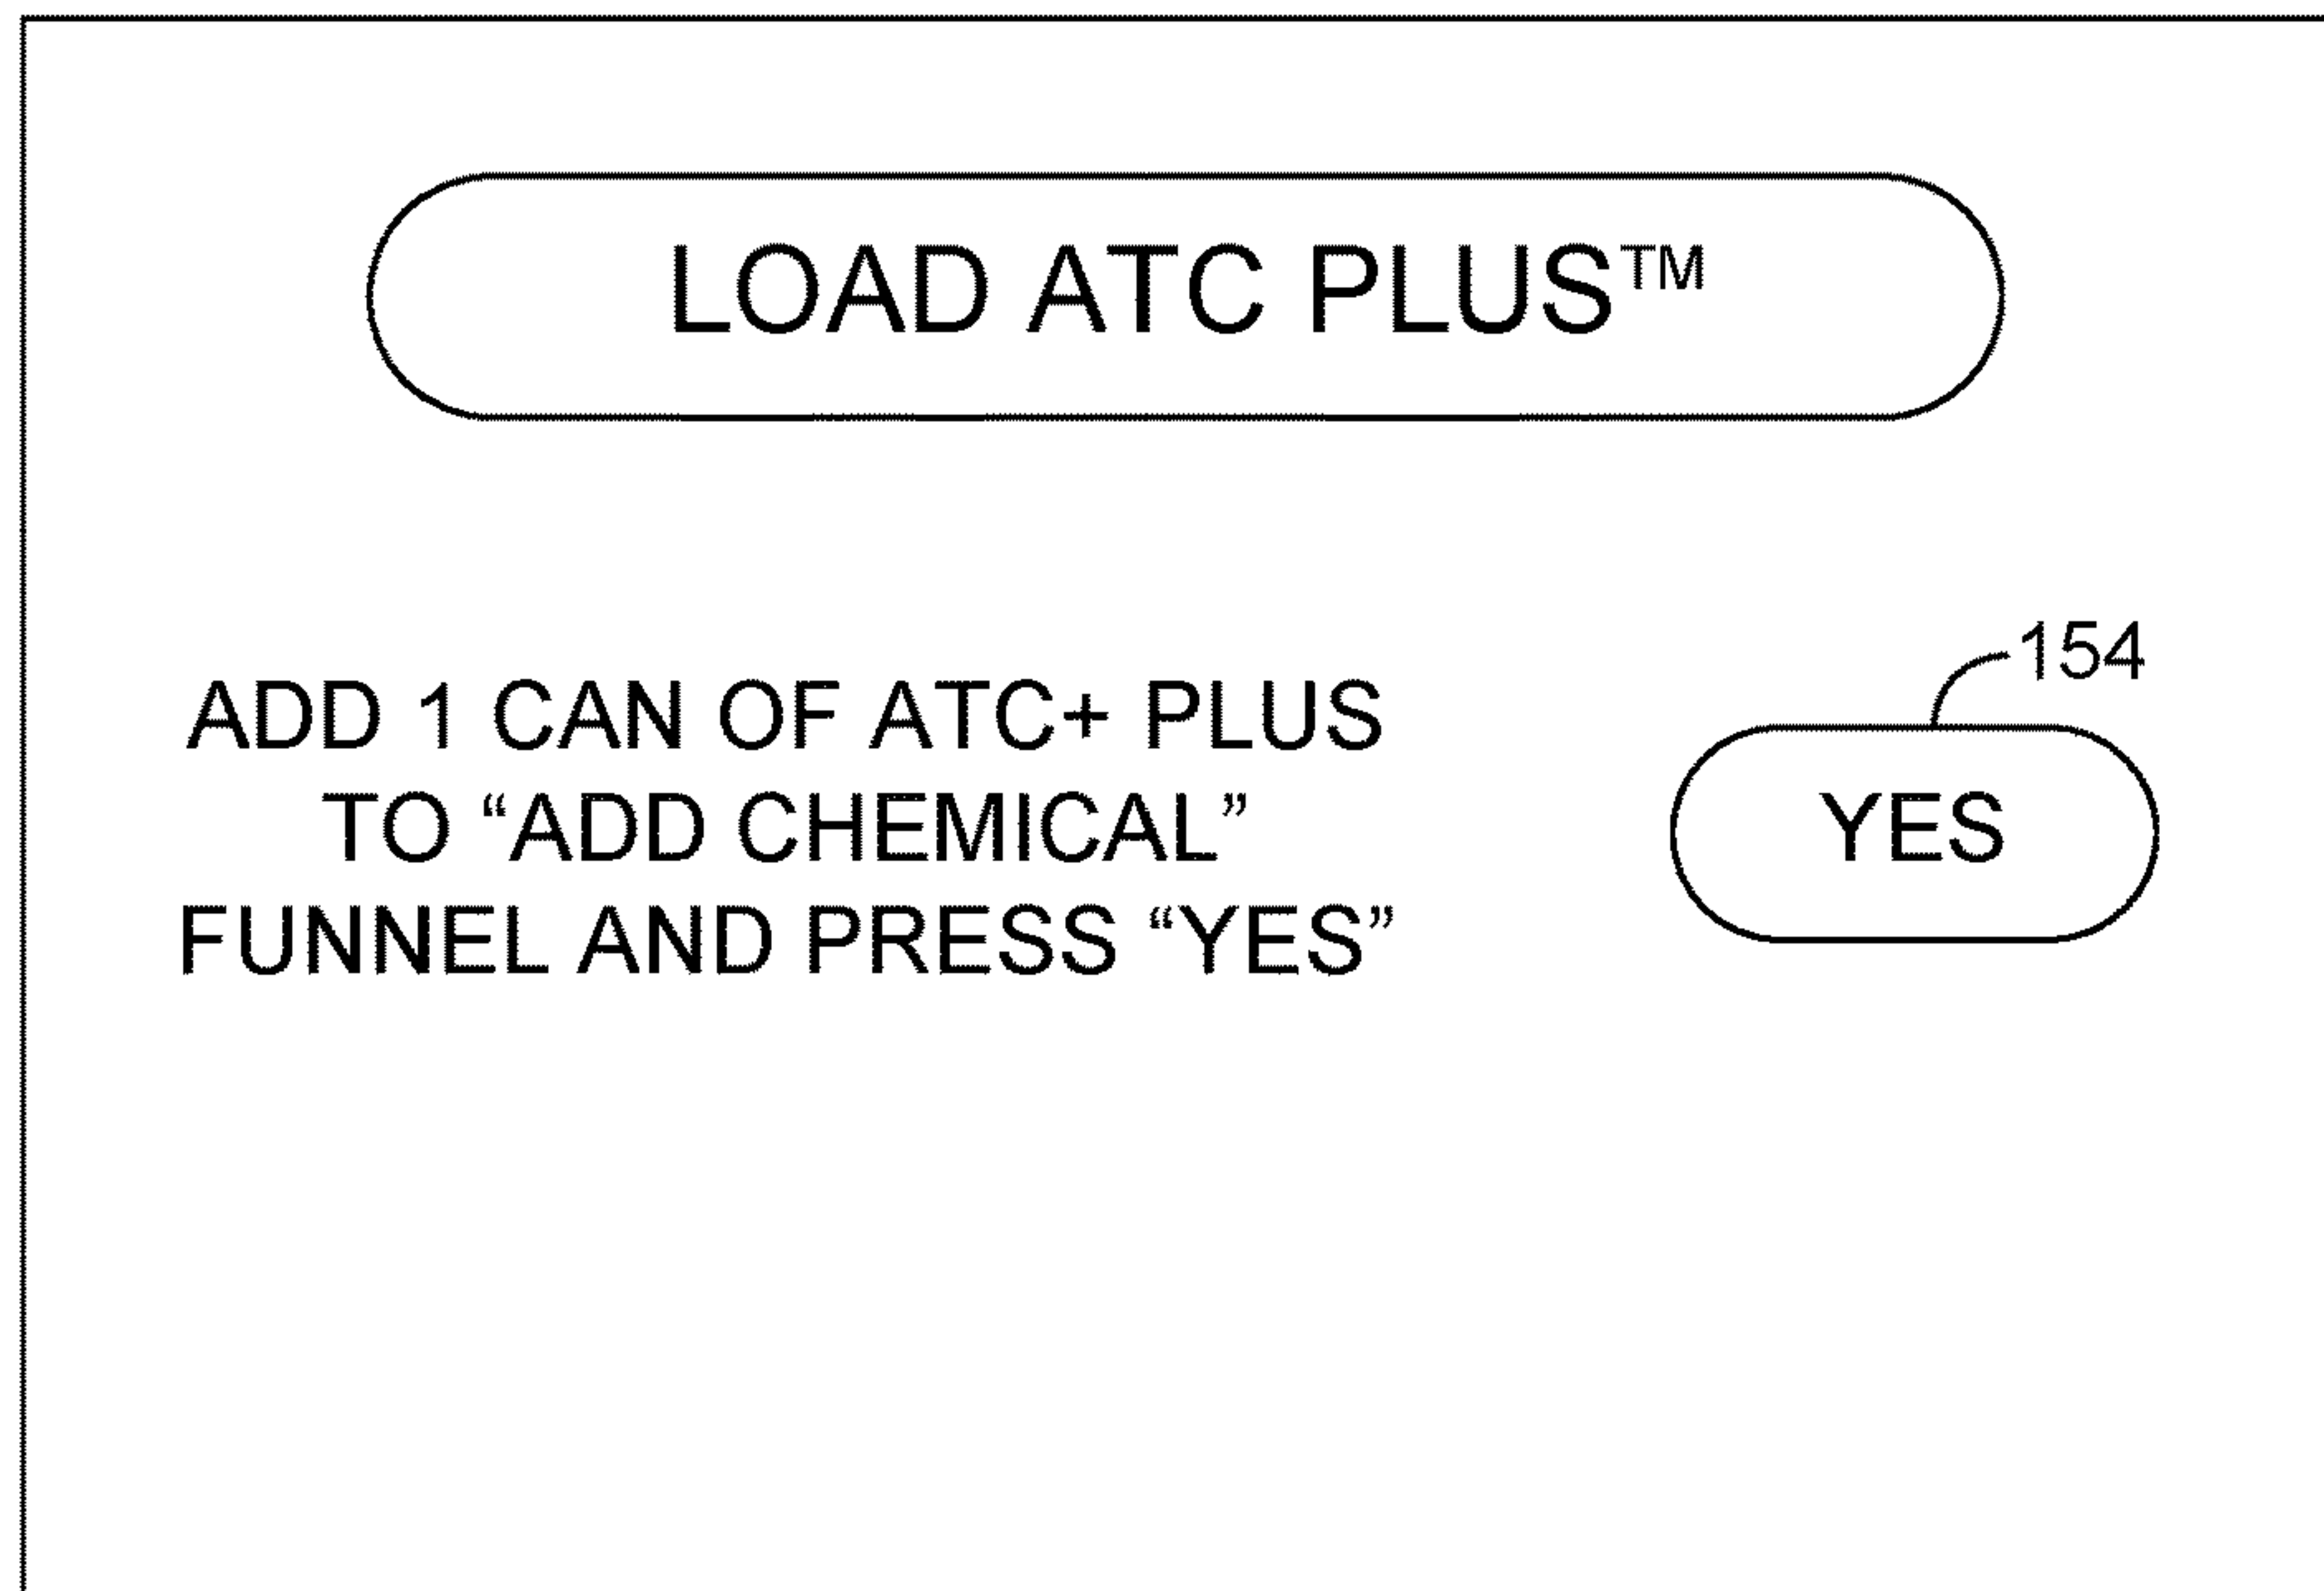 LOAD ATC PLUS™
154
ADD 1 CAN OF ATC+ PLUS
TO “ADD CHEMICAL”
FUNNEL AND PRESS “YES”
YES